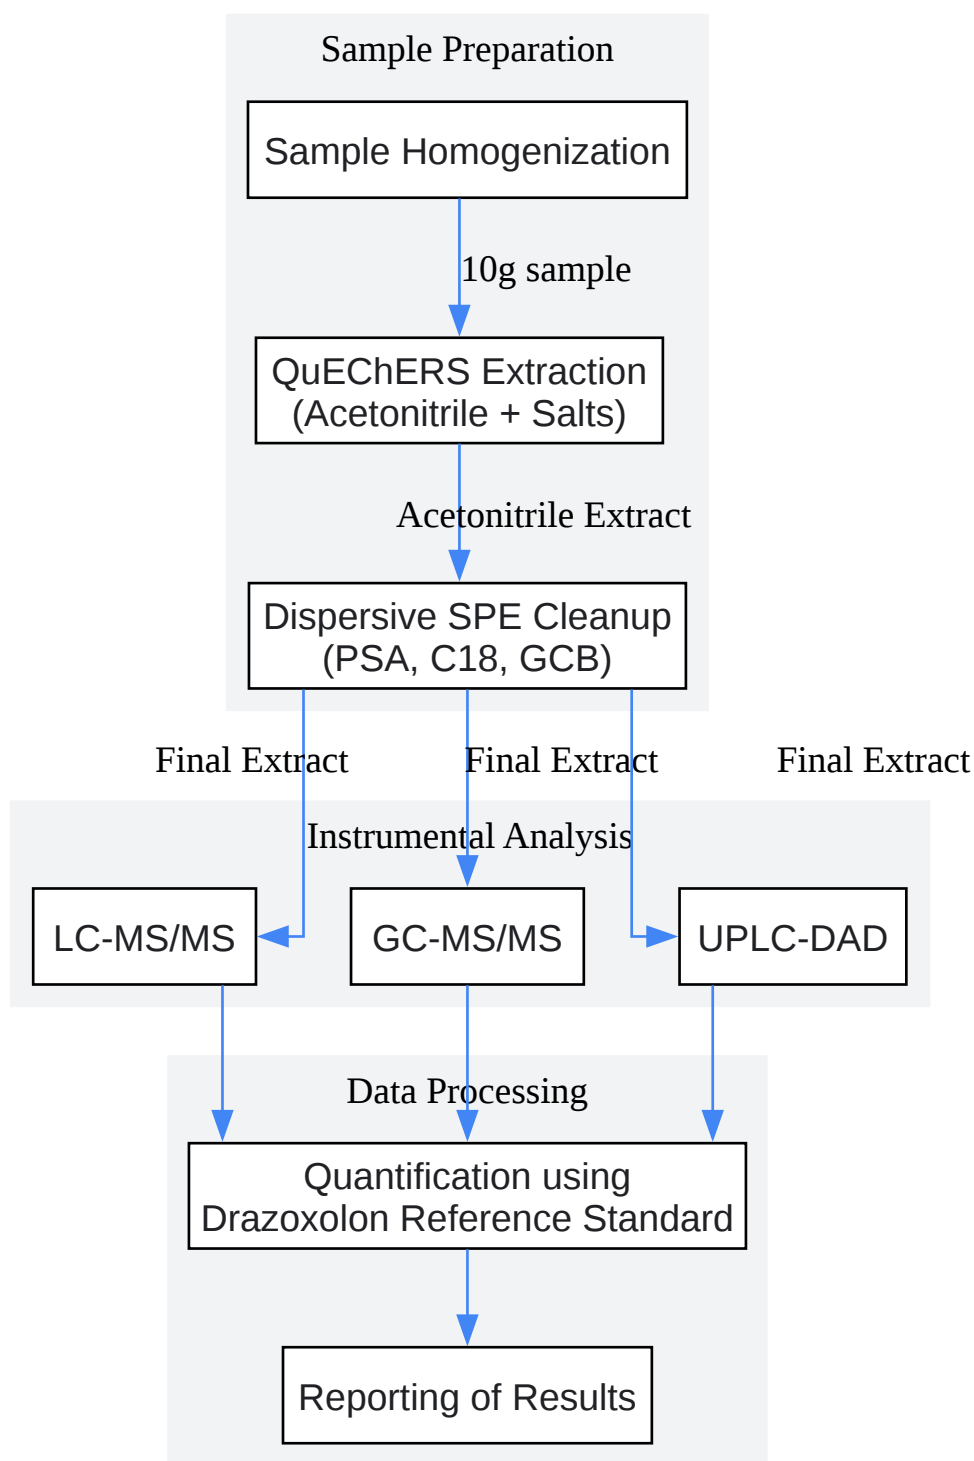 Sample Preparation
Sample Homogenization
10g sample
QuEChERS Extraction
(Acetonitrile + Salts)
Acetonitrile Extract
Dispersive SPE Cleanup
(PSA, C18, GCB)
Final Extract
Final Extract
Final Extract
Instrumental Analysis
LC-MS/MS
GC-MS/MS
UPLC-DAD
Data Processing
Quantification using
Drazoxolon Reference Standard
Reporting of Results